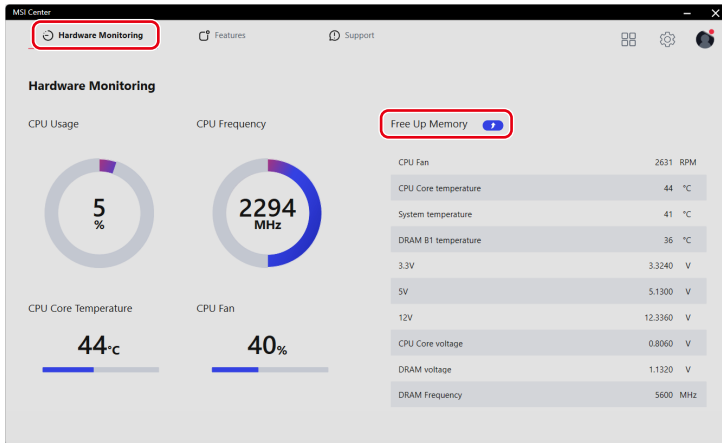 MSI Center
Hardware Monitoring
Features
Support
Hardware Monitoring
CPU Usage
CPU Frequency
Free Up Memory
5
%
2294
MHz
CPU Fan 2631 RPM
CPU Core temperature 44 °C
System temperature 41 °C
DRAM B1 temperature 36 °C
3.3V 3.3240 V
5V 5.1300 V
12V 12.3360 V
CPU Core voltage 0.8060 V
DRAM voltage 1.1320 V
DRAM Frequency 5600 MHz
CPU Core Temperature
CPU Fan
44°C
40%